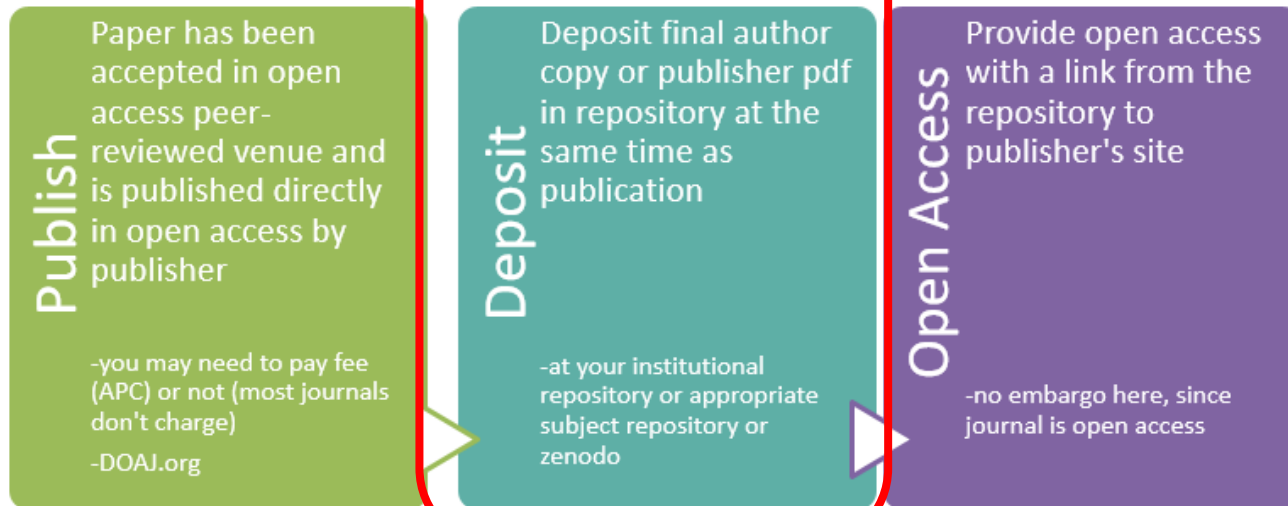 Publish
Paper has been
accepted in open
access peer-
reviewed venue and
is published directly
in open access by
publisher
-you may need to pay fee
(APC) or not (most journals
don't charge)
-DOAJ.org
Deposit
Deposit final author
copy or publisher pdf
in repository at the
same time as
publication
-at your institutional
repository or appropriate
subject repository or
zenodo
Open Access
Provide open access
with a link from the
repository to
publisher's site
-no embargo here, since
journal is open access